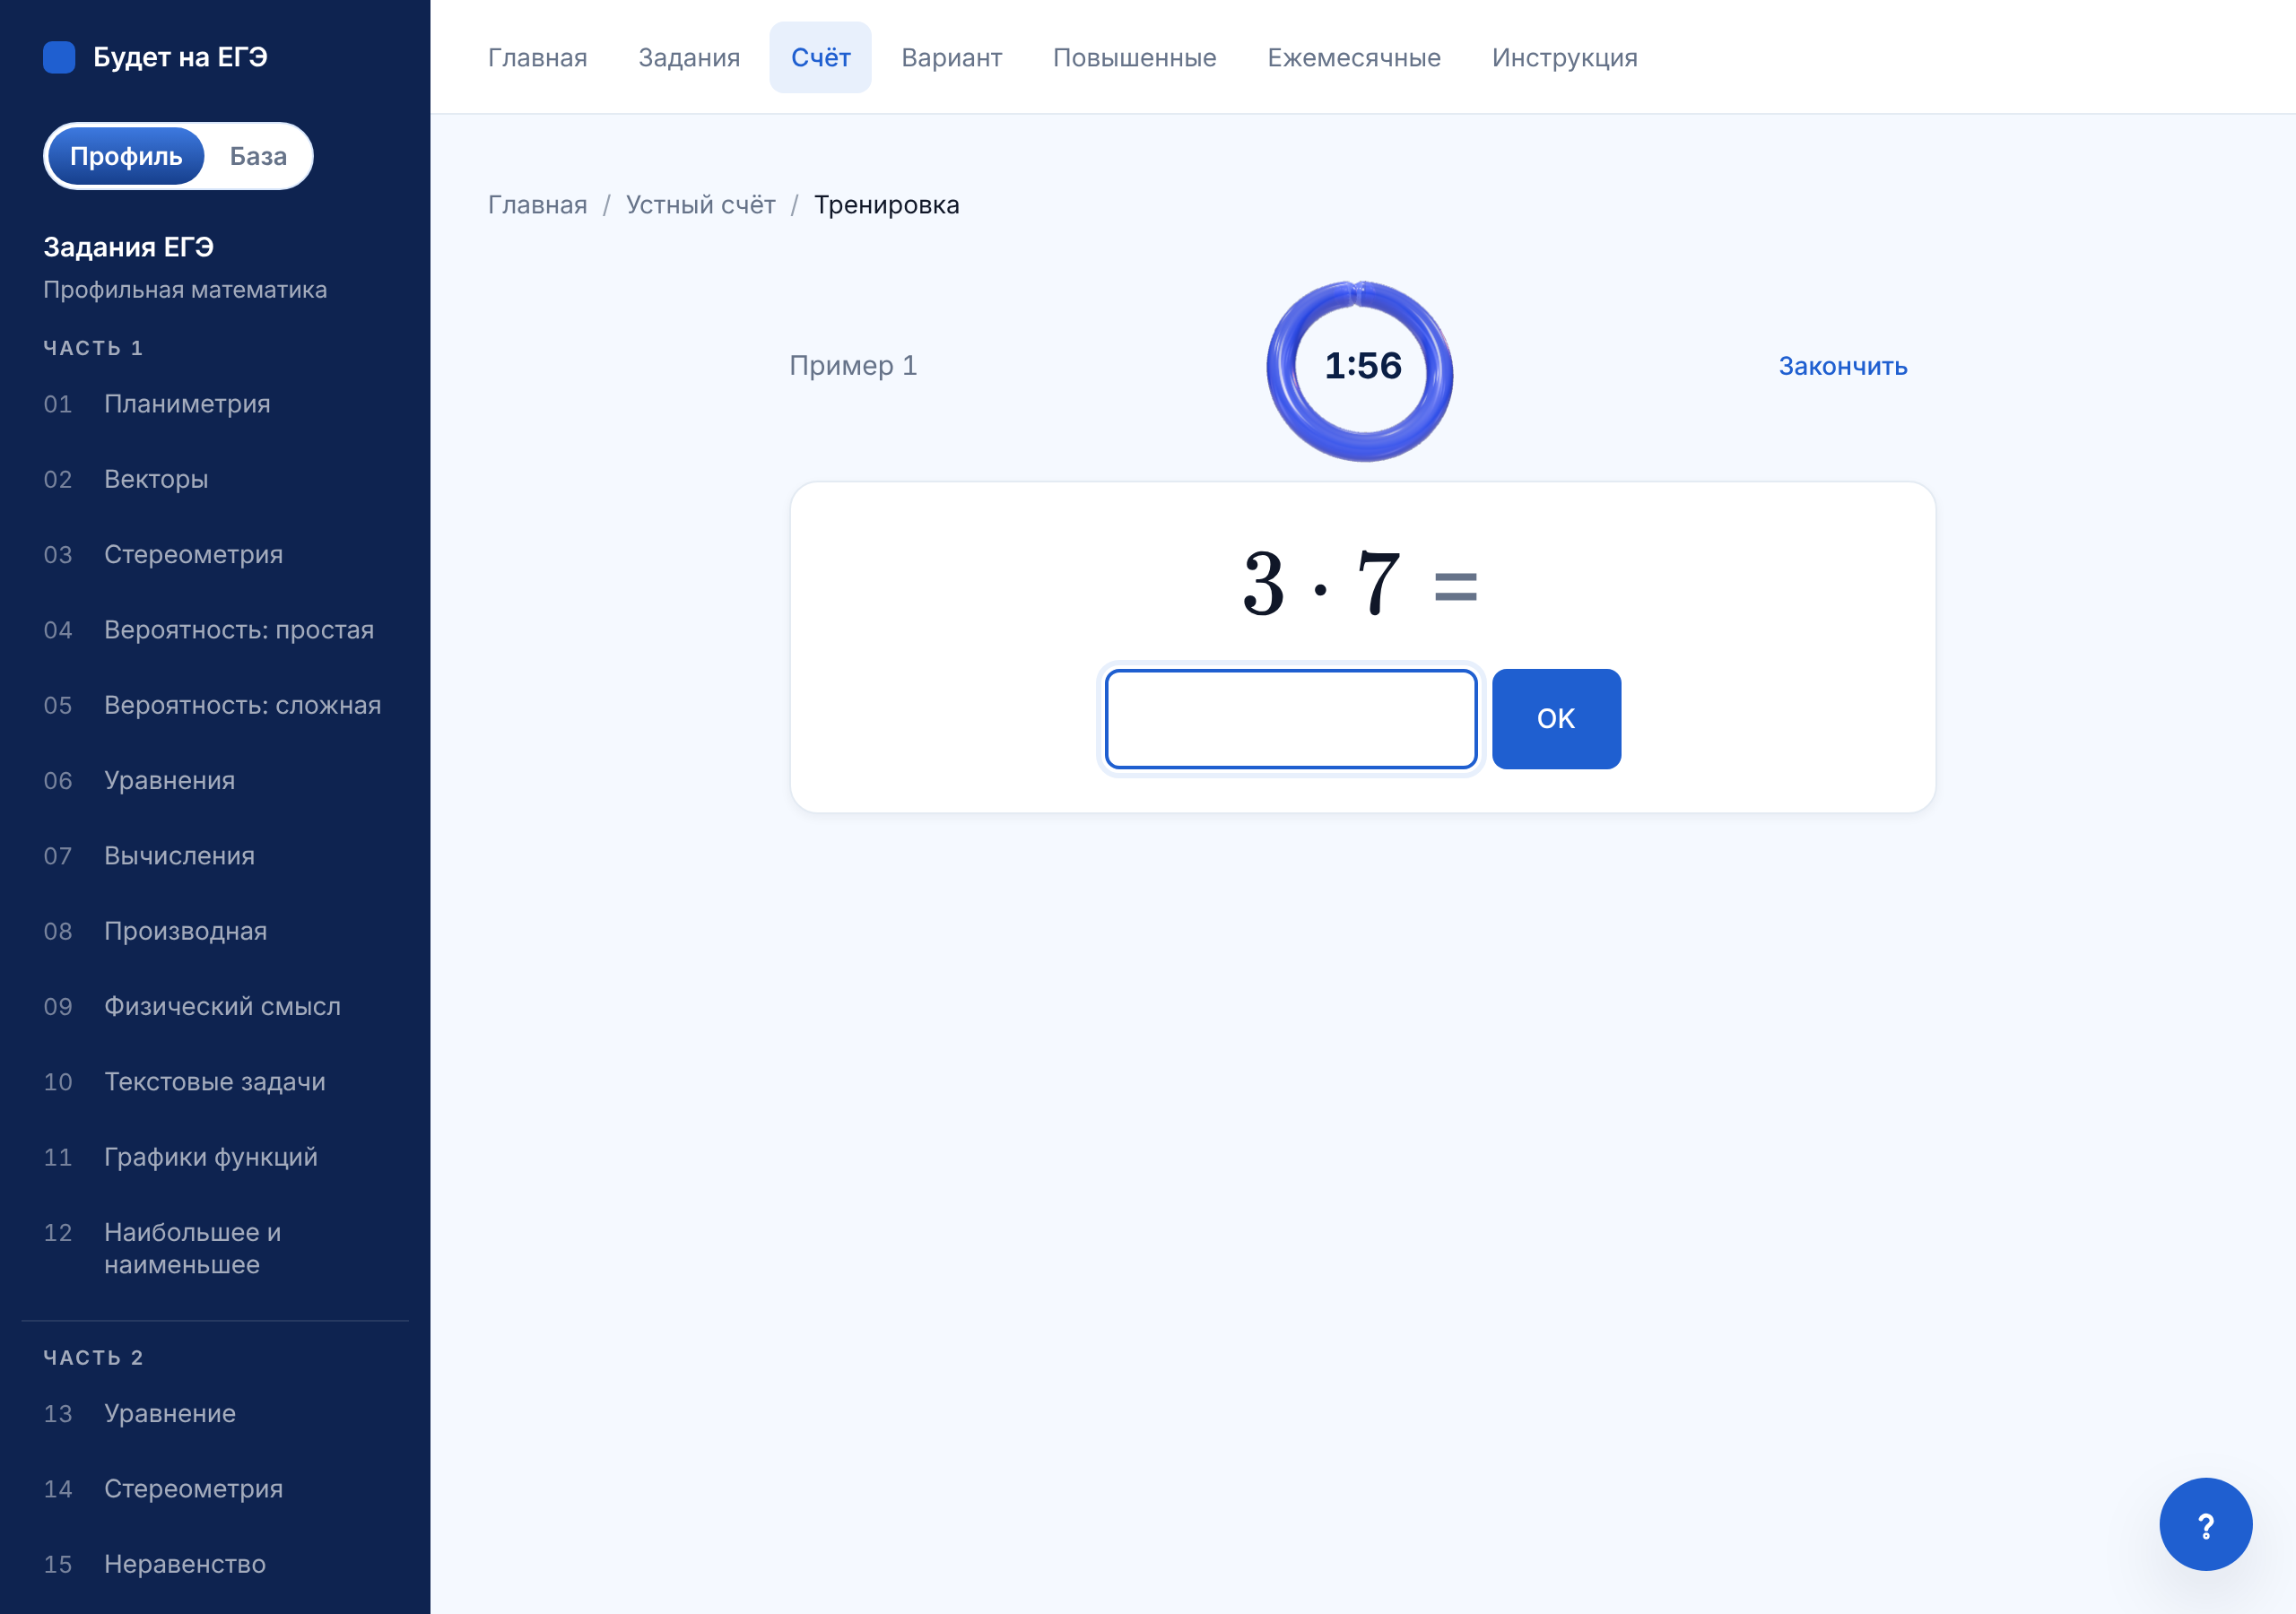 Будет на ЕГЭ
Профиль База
Задания ЕГЭ
Профильная математика
ЧАСТЬ 1
01 Планиметрия
02 Векторы
03 Стереометрия
04 Вероятность: простая
05 Вероятность: сложная
06 Уравнения
07 Вычисления
08 Производная
09 Физический смысл
10 Текстовые задачи
11 Графики функций
12 Наибольшее и
наименьшее
ЧАСТЬ 2
13 Уравнение
14 Стереометрия
15 Неравенство
Главная Задания Счёт Вариант Повышенные Ежемесячные Инструкция
Главная / Устный счёт / Тренировка
Пример 1 1:56 Закончить
3 · 7 =
ОК
?